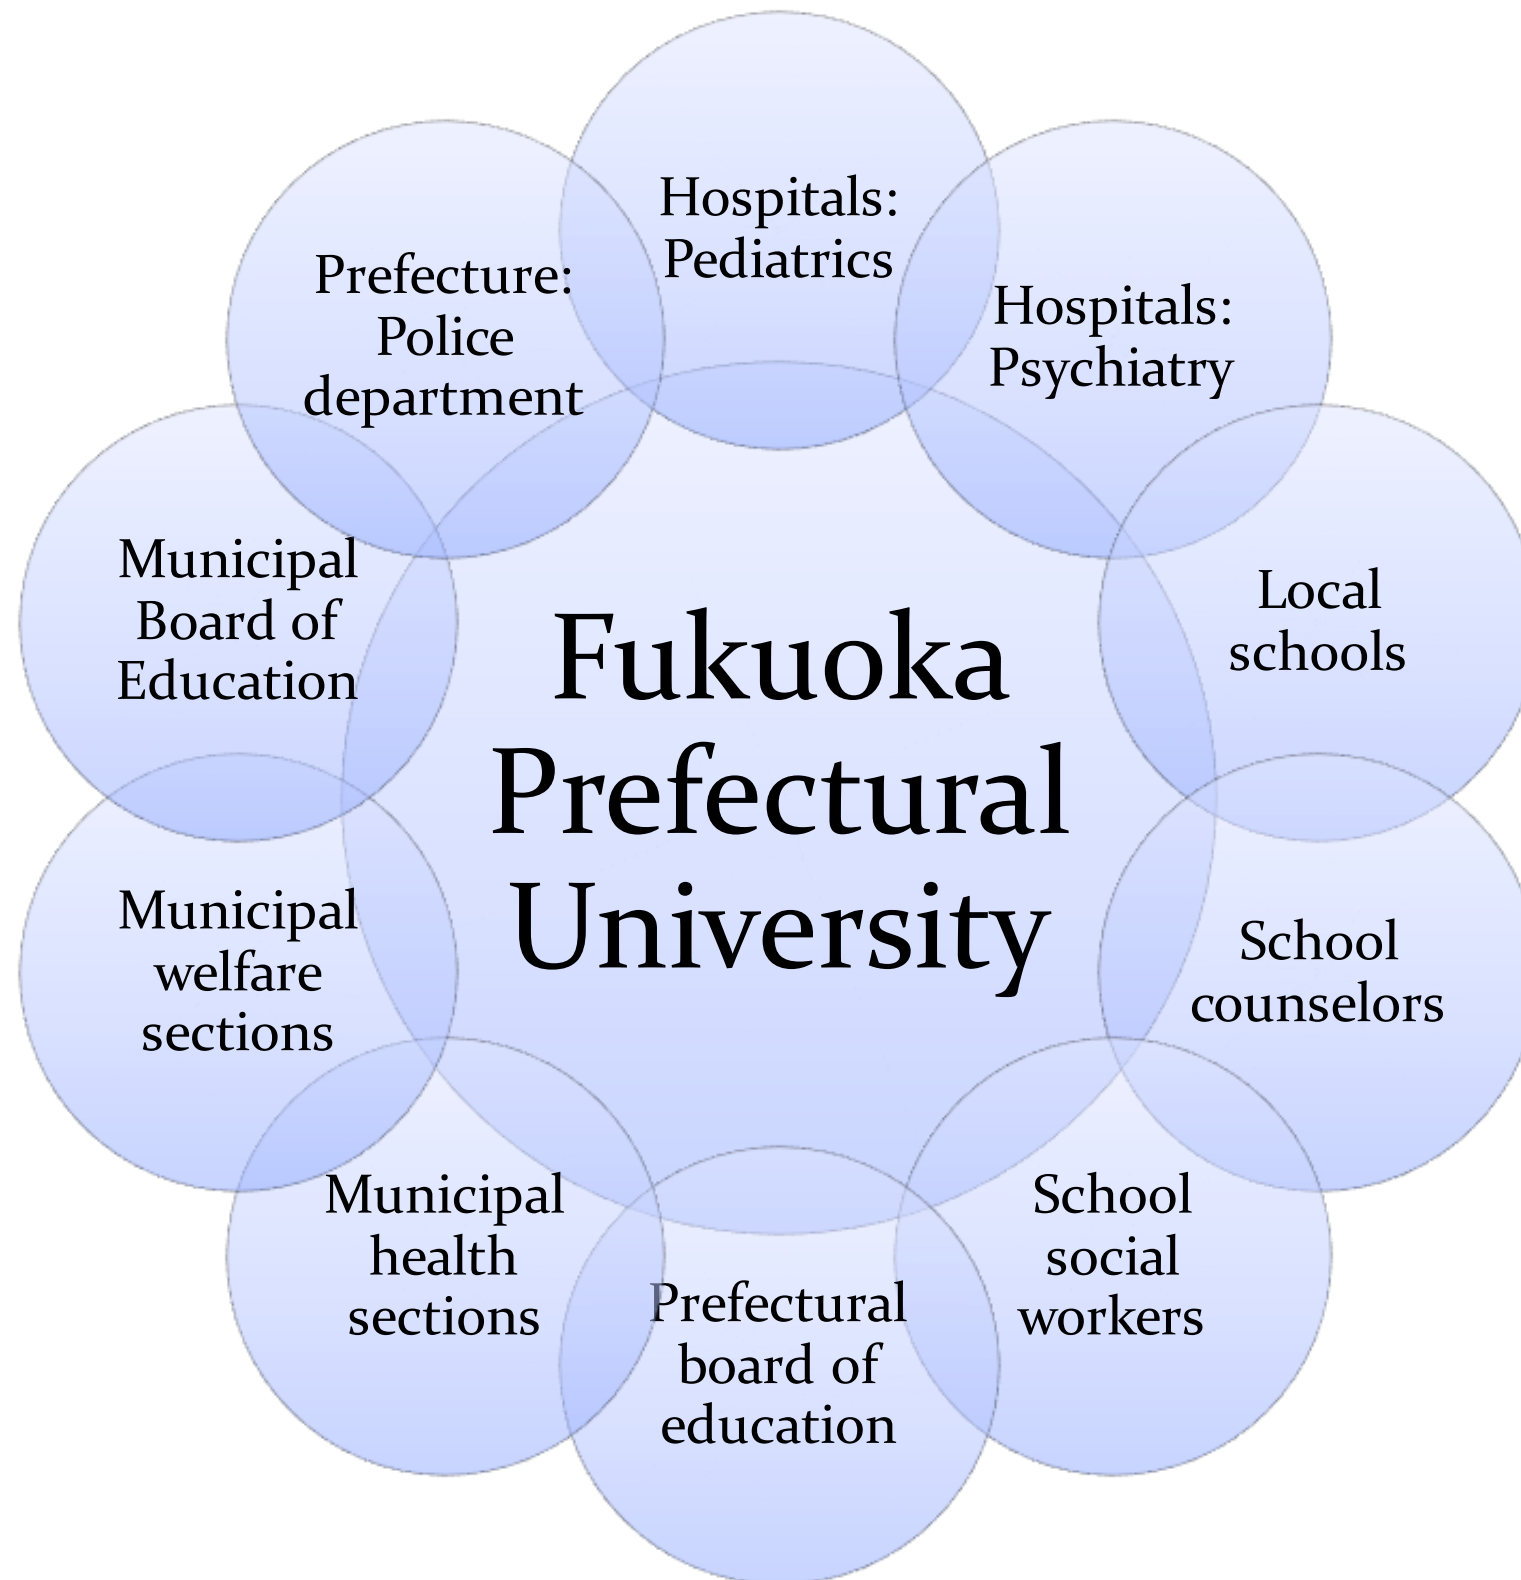 Hospitals:
Pediatrics
Hospitals:
Psychiatry
Local
schools
School
counselors
School
social
workers
Prefectural
board of
education
Municipal
health
sections
Municipal
welfare
sections
Municipal
Board of
Education
Prefecture:
Police
department
Fukuoka
Prefectural
University